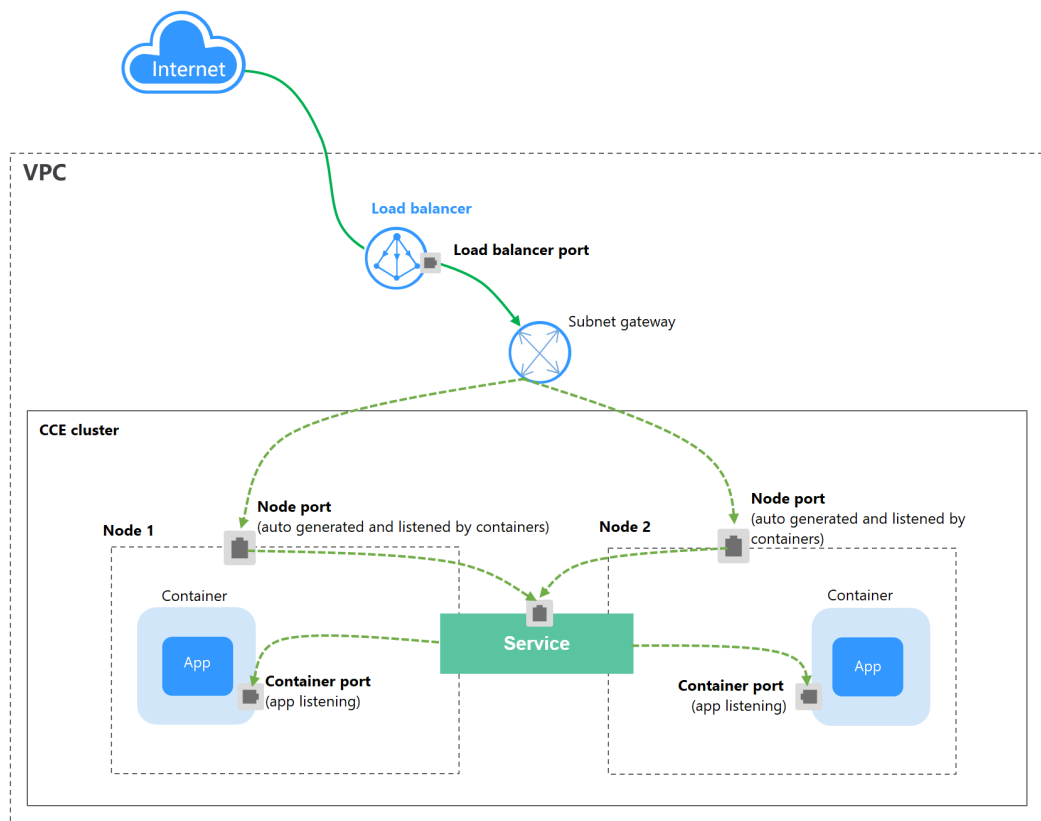 Internet
VPC
Load balancer
Load balancer port
Subnet gateway
CCE cluster
Node port
(auto generated and listened by containers)
Node 1
Node port
(auto generated and listened by
containers)
Node 2
Container
App
Container port
(app listening)
Service
Container
App
Container port
(app listening)